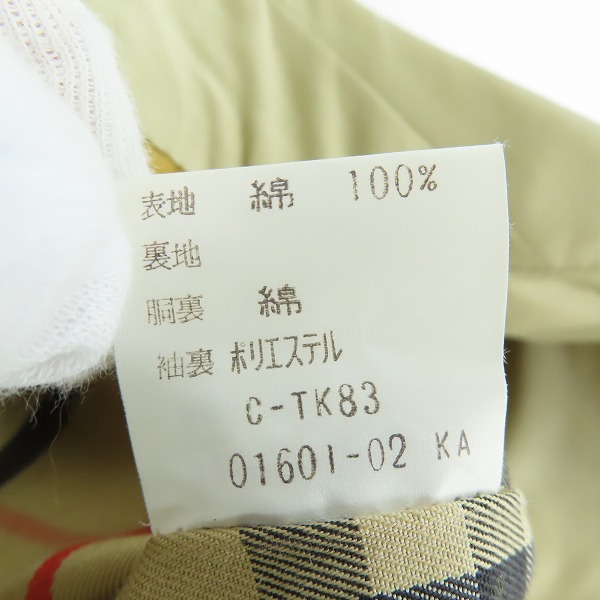 表地 綿 100%
裏地
胴裏 綿
袖裏 ポリエステル
C-TK83
01601-02 KA